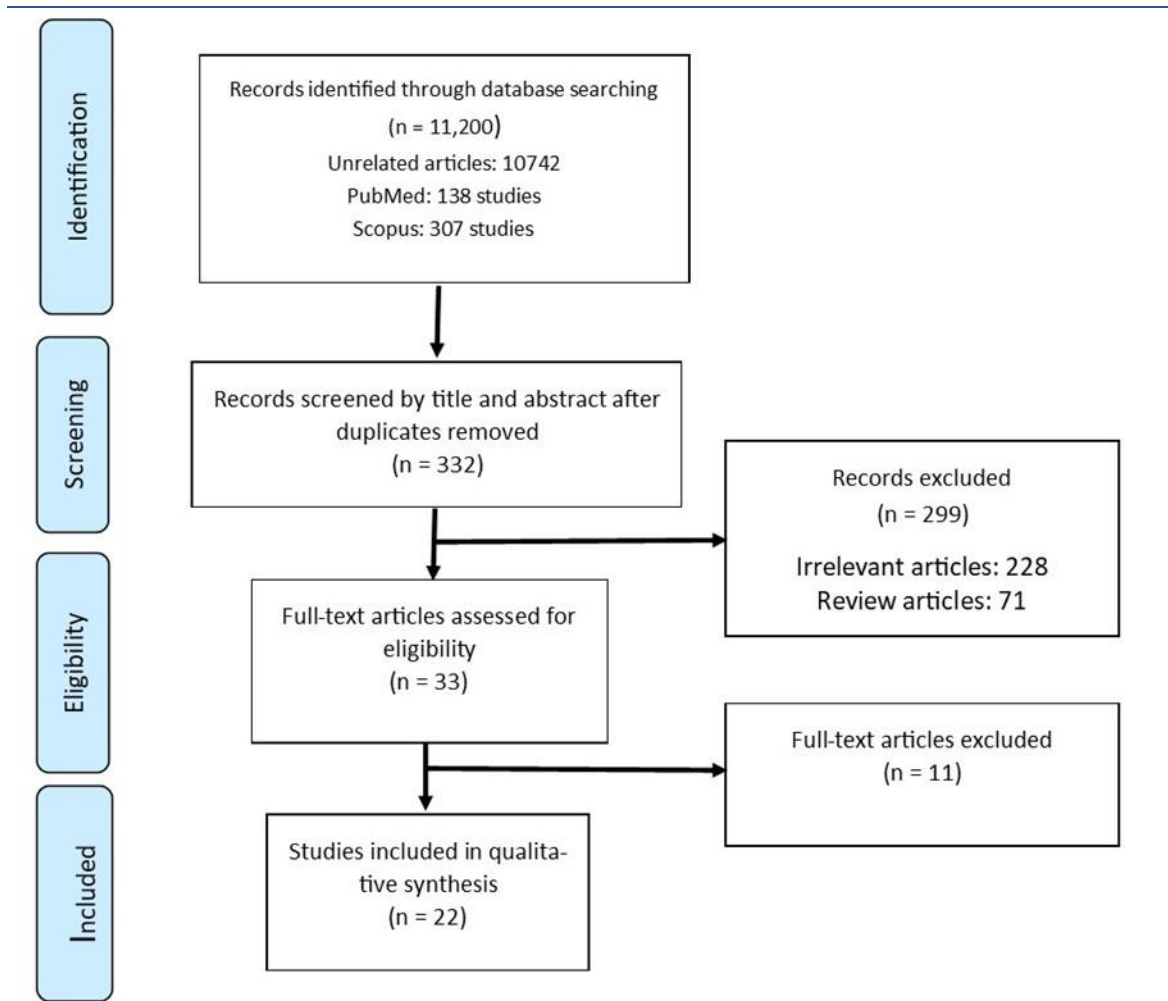 Identification
Records identified through database searching
(n = 11,200)
Unrelated articles: 10742
PubMed: 138 studies
Scopus: 307 studies
Screening
Records screened by title and abstract after
duplicates removed
(n = 332)
Records excluded
(n = 299)
Irrelevant articles: 228
Review articles: 71
Eligibility
Full-text articles assessed for
eligibility
(n = 33)
Full-text articles excluded
(n = 11)
Included
Studies included in qualita-
tive synthesis
(n = 22)